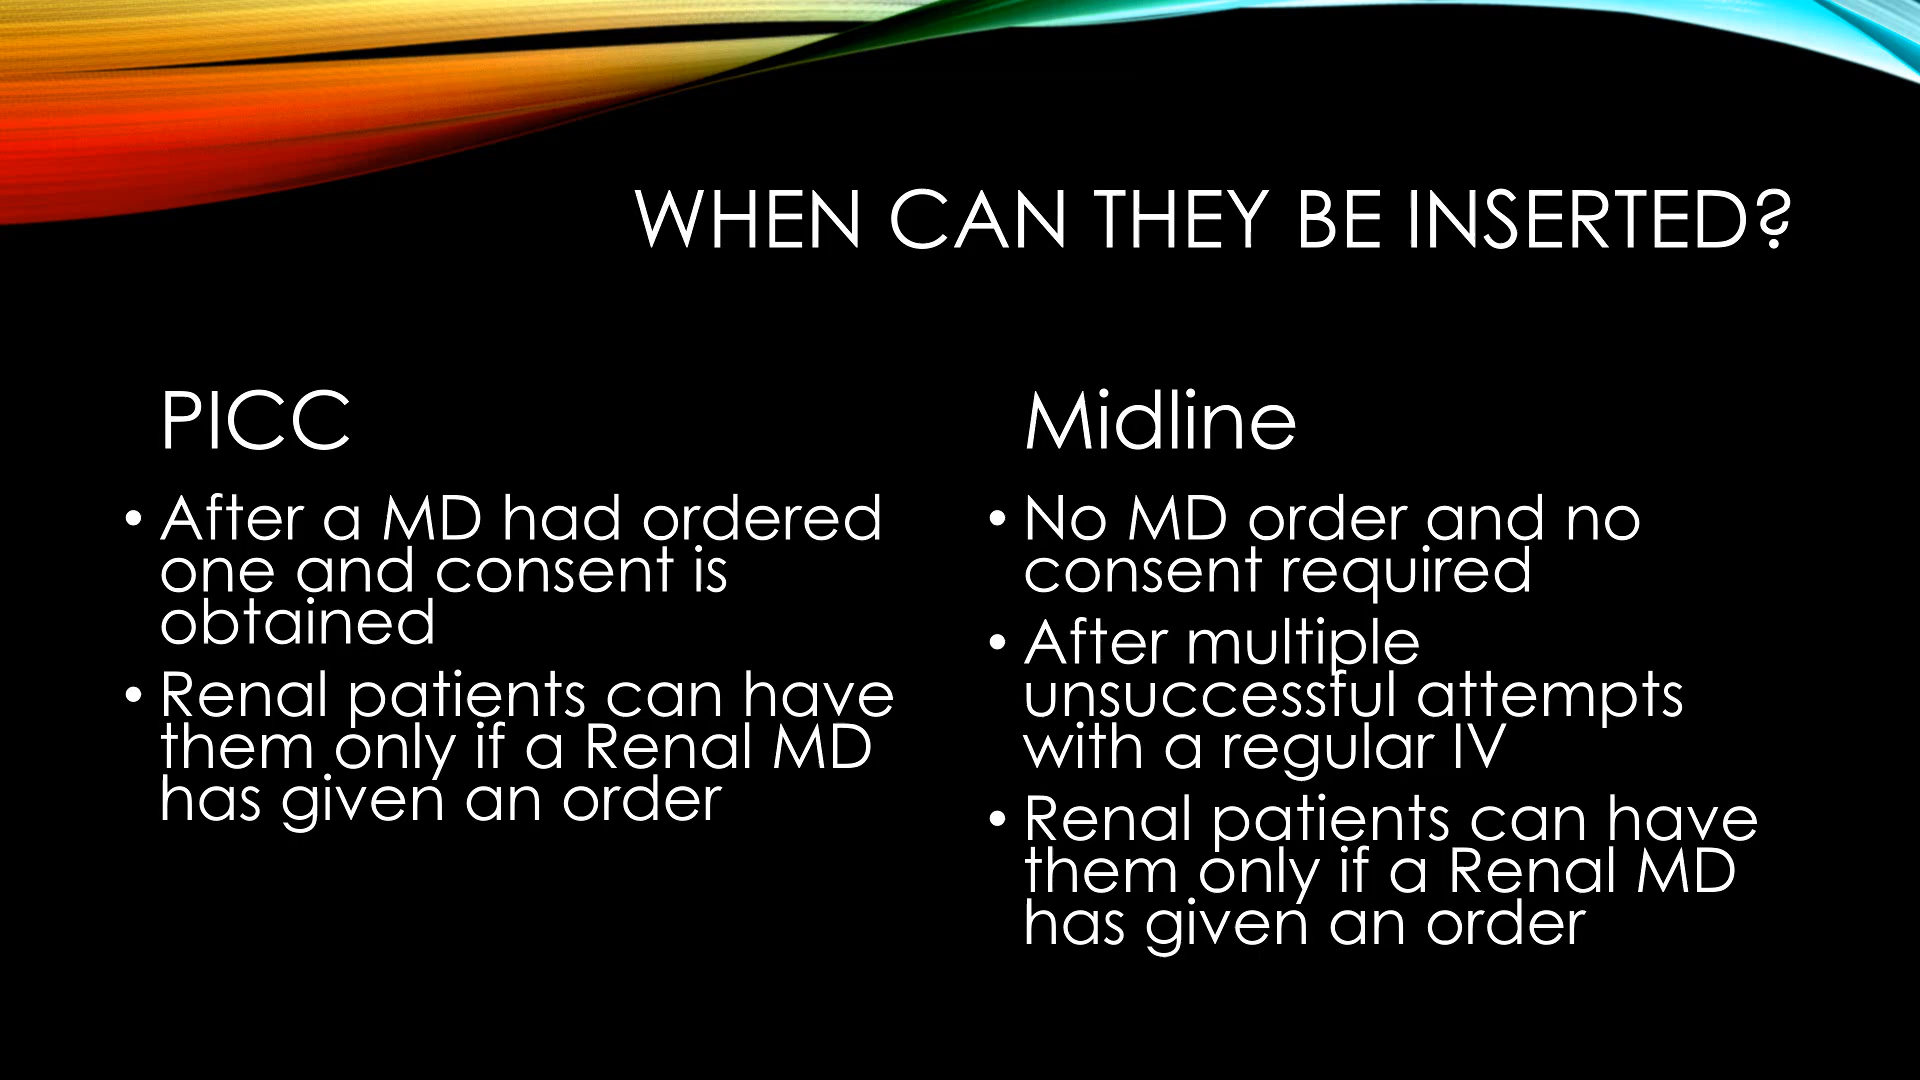 WHEN CAN THEY BE INSERTED?
PICC
• After a MD had ordered
one and consent is
obtained
• Renal patients can have
them only if a Renal MD
has given an order
Midline
• No MD order and no
consent required
• After multiple
unsuccessful attempts
with a regular IV
• Renal patients can have
them only if a Renal MD
has given an order